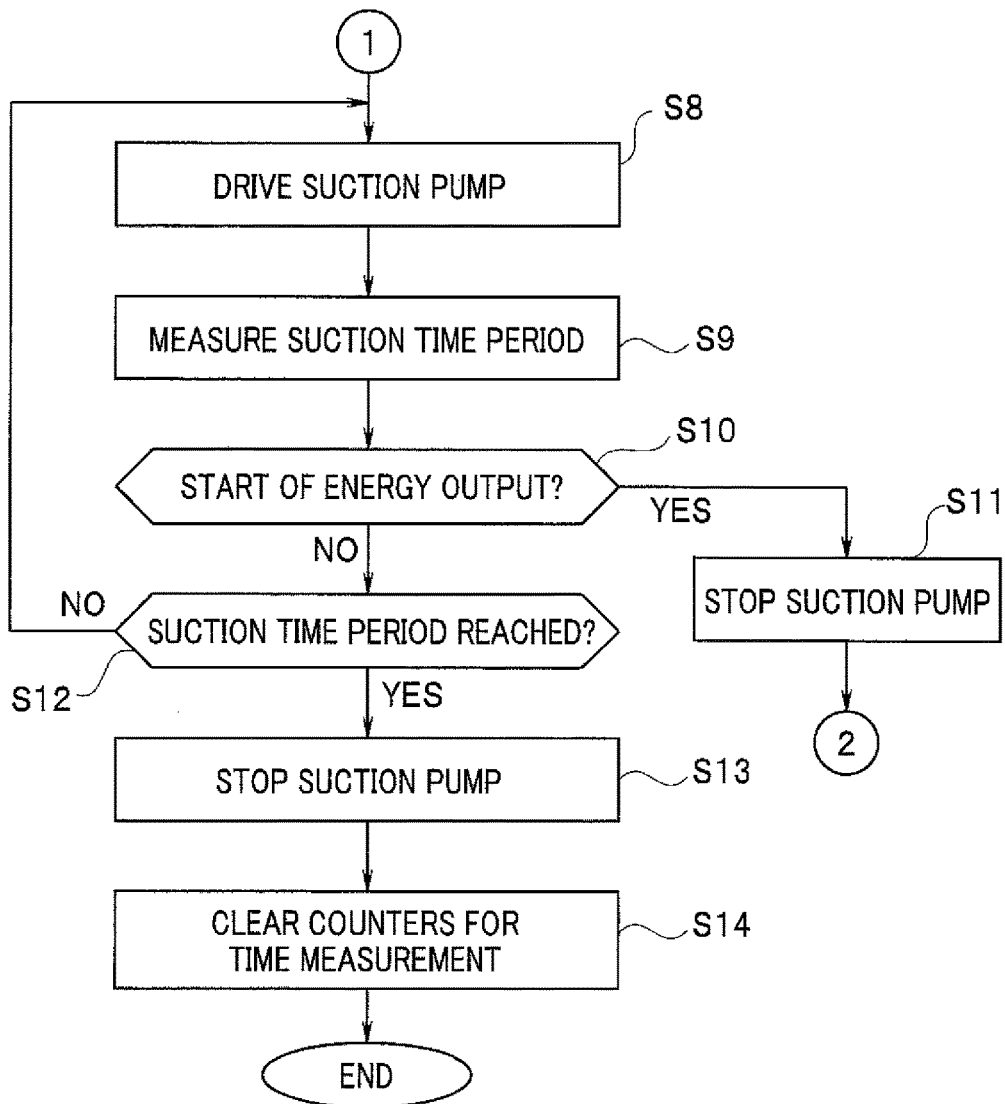 1
S8
DRIVE SUCTION PUMP
MEASURE SUCTION TIME PERIOD
S9
S10
START OF ENERGY OUTPUT?
YES
S11
NO
STOP SUCTION PUMP
NO
SUCTION TIME PERIOD REACHED?
S12
YES
2
STOP SUCTION PUMP
S13
CLEAR COUNTERS FOR
TIME MEASUREMENT
S14
END